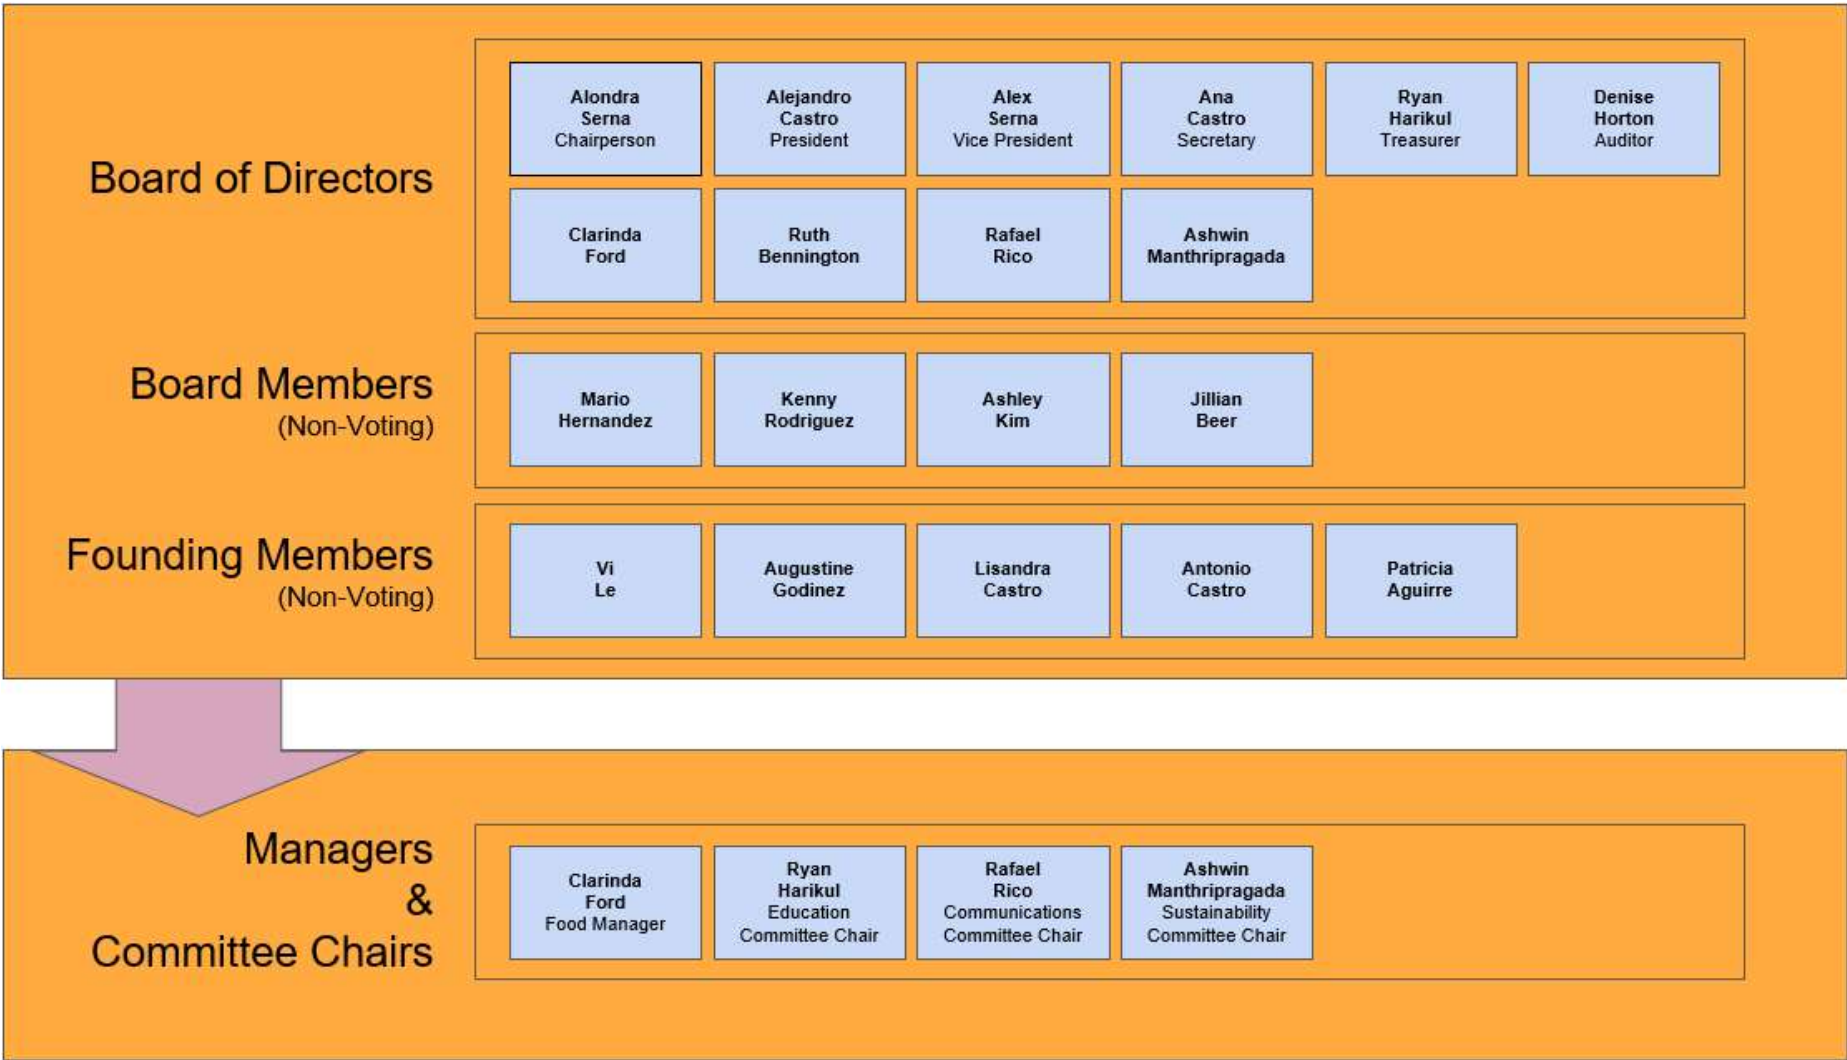 Board of Directors
Alondra
Serna
Chairperson
Alejandro
Castro
President
Alex
Serna
Vice President
Ana
Castro
Secretary
Ryan
Harikul
Treasurer
Denise
Horton
Auditor
Clarinda
Ford
Ruth
Bennington
Rafael
Rico
Ashwin
Manthripragada
Board Members
(Non-Voting)
Mario
Hernandez
Kenny
Rodriguez
Ashley
Kim
Jillian
Beer
Founding Members
(Non-Voting)
Vi
Le
Augustine
Godinez
Lisandra
Castro
Antonio
Castro
Patricia
Aguirre
Managers
&
Committee Chairs
Clarinda
Ford
Food Manager
Ryan
Harikul
Education
Committee Chair
Rafael
Rico
Communications
Committee Chair
Ashwin
Manthripragada
Sustainability
Committee Chair